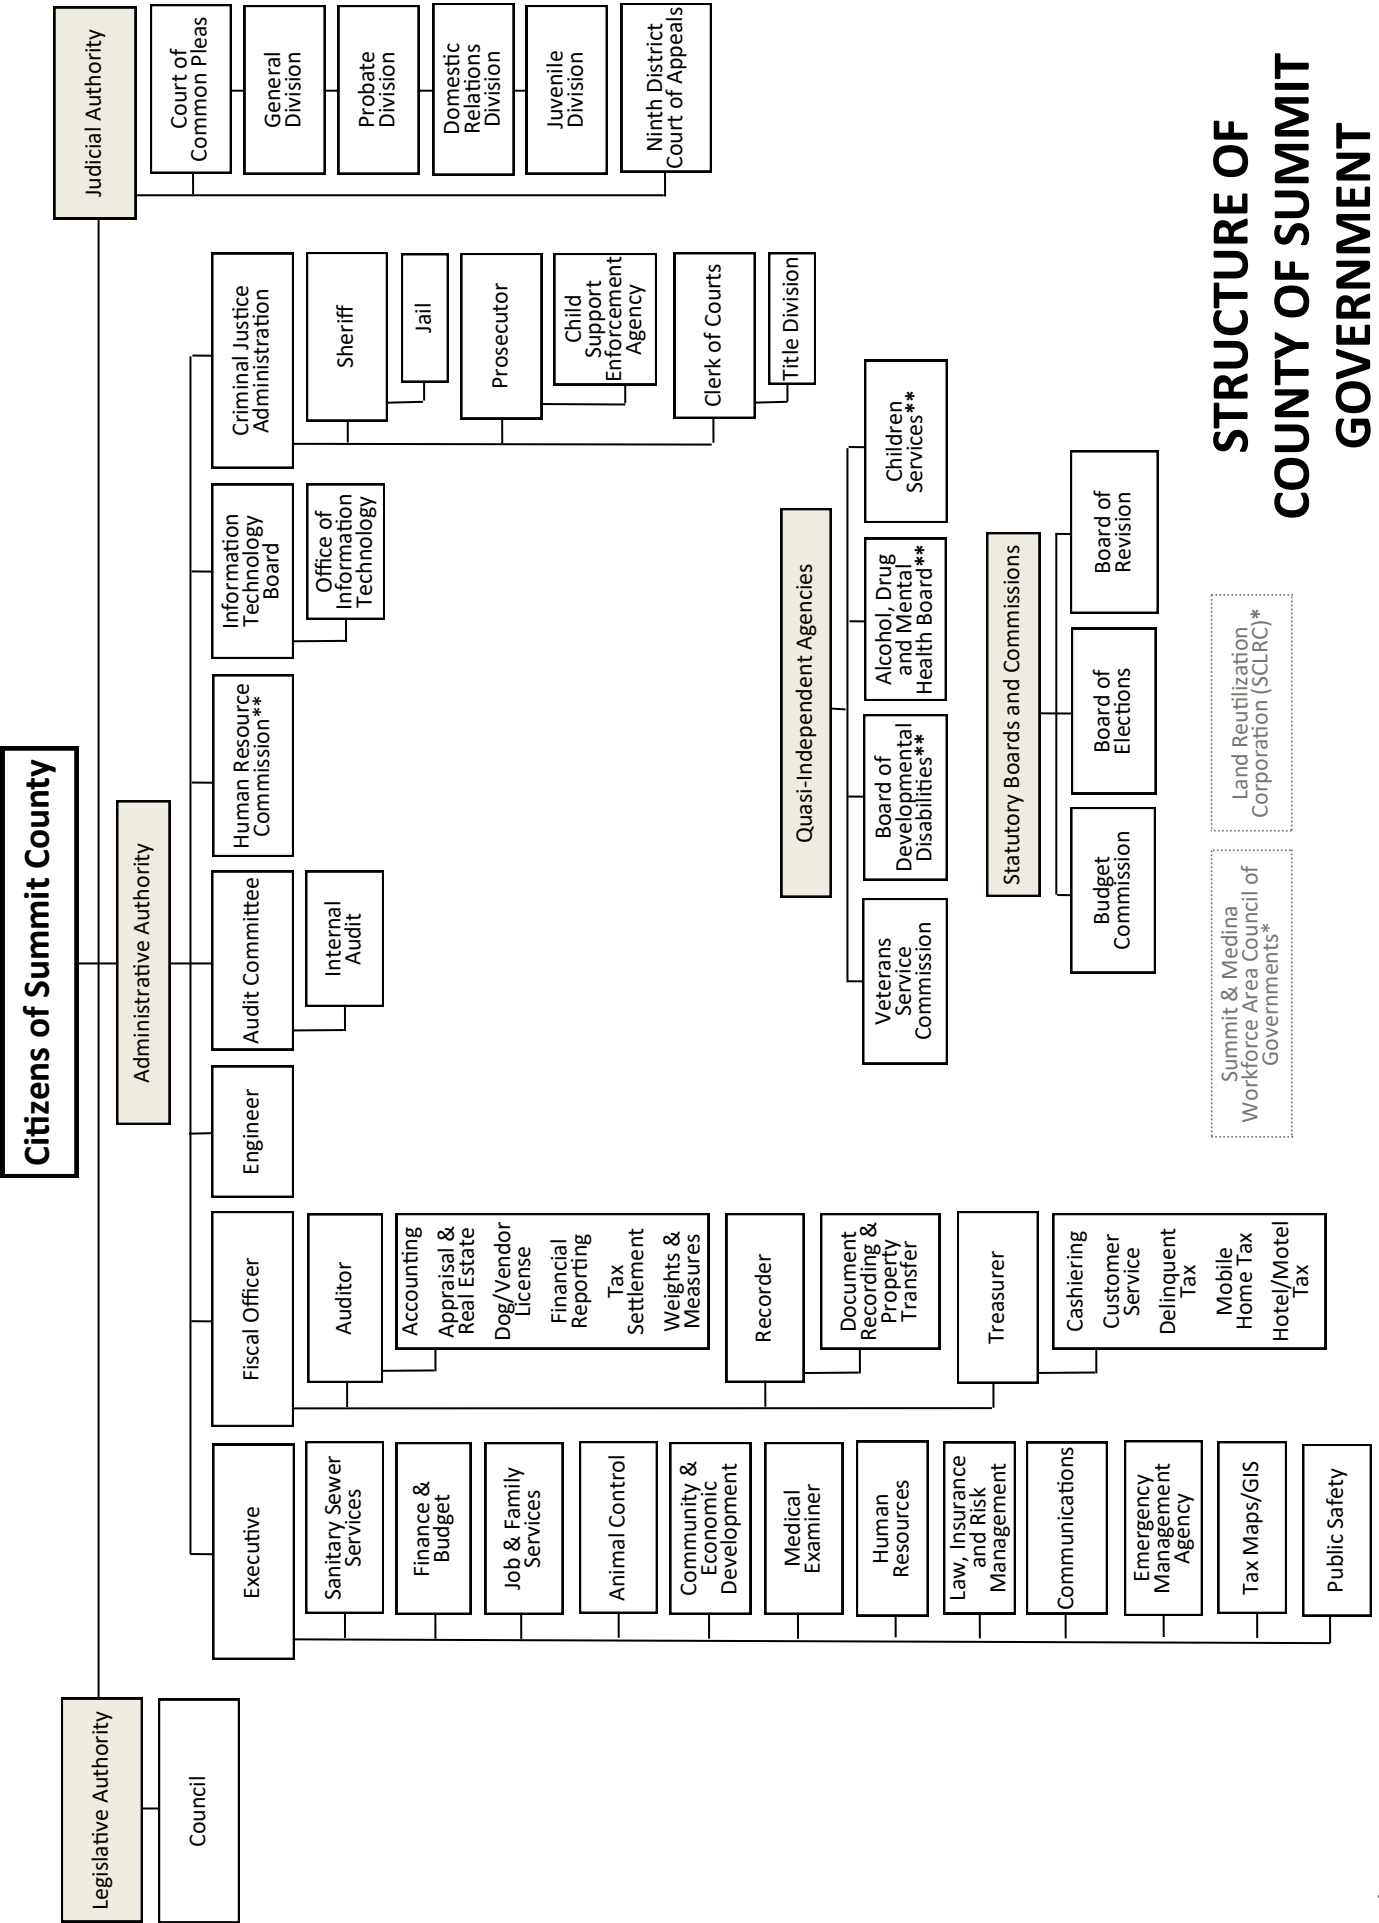 Citizens of Summit County
Legislative Authority
Council
Administrative Authority
Executive
Sanitary Sewer
Services
Finance &
Budget
Job & Family
Services
Animal Control
Community &
Economic
Development
Medical
Examiner
Human
Resources
Law, Insurance
and Risk
Management
Communications
Emergency
Management
Agency
Tax Maps/GIS
Public Safety
Fiscal Officer
Auditor
Accounting
Appraisal &
Real Estate
Dog/Vendor
License
Financial
Reporting
Tax
Settlement
Weights &
Measures
Recorder
Document
Recording &
Property
Transfer
Treasurer
Cashiering
Customer
Service
Delinquent
Tax
Mobile
Home Tax
Hotel/Motel
Tax
Engineer
Audit Committee
Internal
Audit
Human Resource
Commission**
Information
Technology
Board
Office of
Information
Technology
Criminal Justice
Administration
Sheriff
Jail
Prosecutor
Child
Support
Enforcement
Agency
Clerk of Courts
Title Division
Judicial Authority
Court of
Common Pleas
General
Division
Probate
Division
Domestic
Relations
Division
Juvenile
Division
Ninth District
Court of Appeals
Quasi-Independent Agencies
Veterans
Service
Commission
Board of
Developmental
Disabilities**
Alcohol, Drug
and Mental
Health Board**
Children
Services**
Statutory Boards and Commissions
Budget
Commission
Board of
Elections
Board of
Revision
Summit & Medina
Workforce Area Council of
Governments*
Land Reutilization
Corporation (SCLRC)*
STRUCTURE OF
COUNTY OF SUMMIT
GOVERNMENT